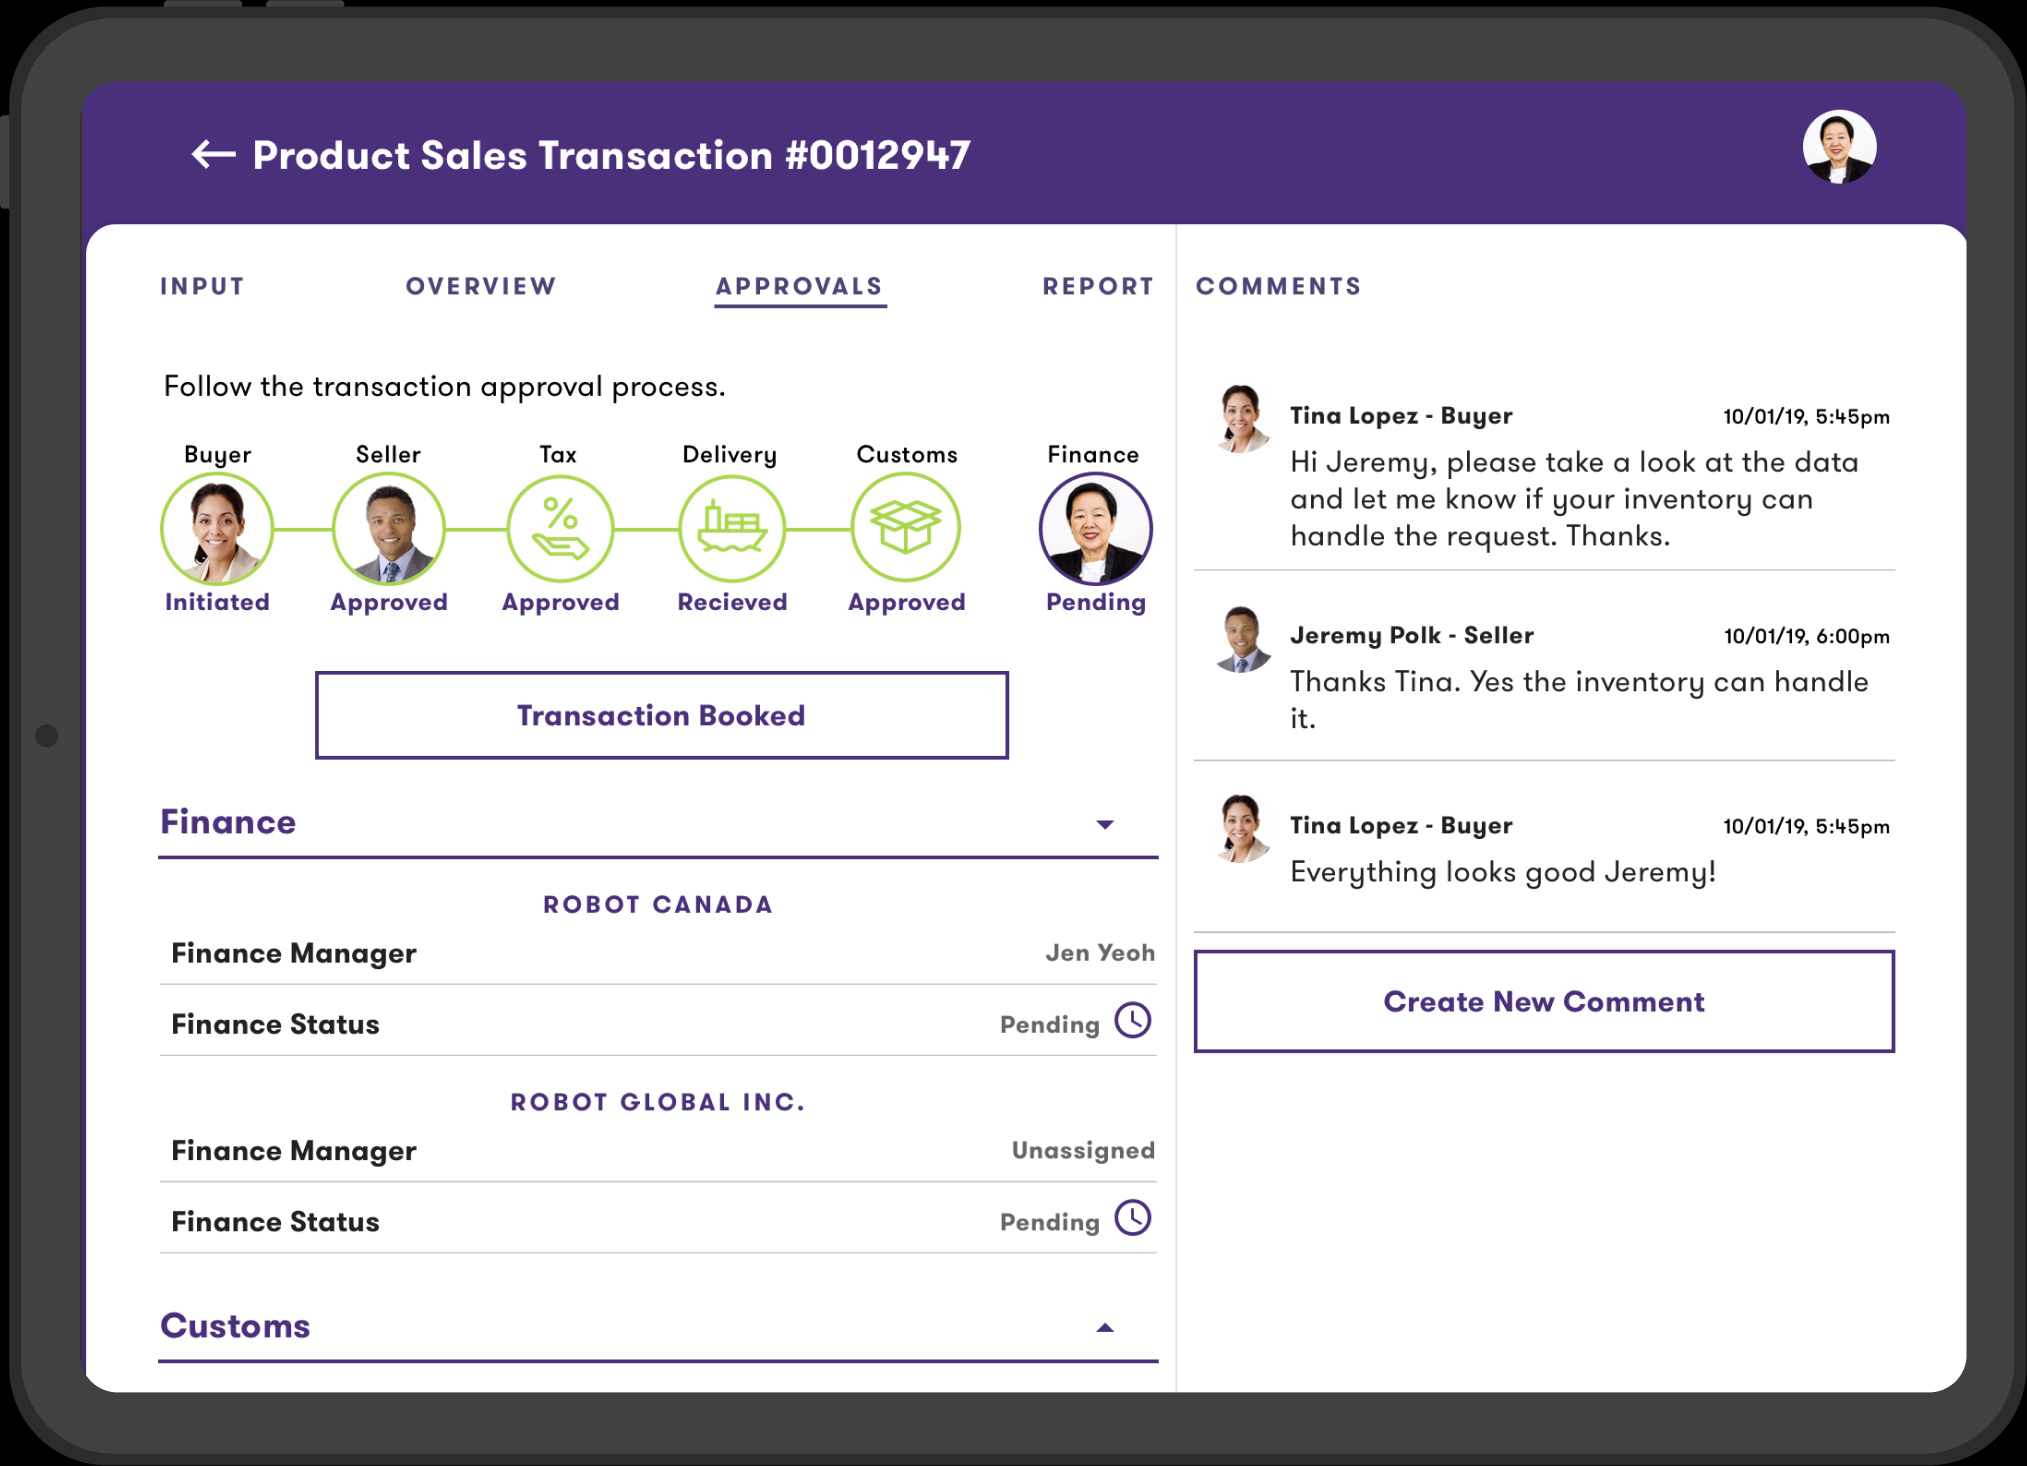 Product Sales Transaction #0012947
INPUT OVERVIEW APPROVALS REPORT
Follow the transaction approval process.
Buyer Seller Tax Delivery Customs Finance
%
Initiated Approved Approved Recieved Approved Pending
Transaction Booked
Finance
ROBOT CANADA
Finance Manager Jen Yeoh
Finance Status Pending
ROBOT GLOBAL INC.
Finance Manager Unassigned
Finance Status Pending
Customs
COMMENTS
Tina Lopez - Buyer 10/01/19, 5:45pm
Hi Jeremy, please take a look at the data
and let me know if your inventory can
handle the request. Thanks.
Jeremy Polk - Seller 10/01/19, 6:00pm
Thanks Tina. Yes the inventory can handle
it.
Tina Lopez - Buyer 10/01/19, 5:45pm
Everything looks good Jeremy!
Create New Comment